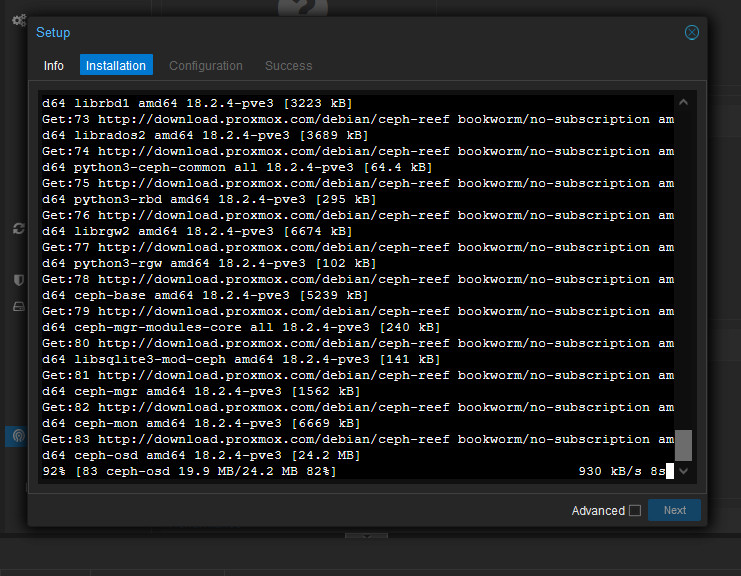 Setup
Info Installation Configuration Success
d64 librbd1 amd64 18.2.4-pve3 [3223 kB]
Get:73 http://download.proxmox.com/debian/ceph-reef bookworm/no-subscription am
d64 librados2 amd64 18.2.4-pve3 [3689 kB]
Get:74 http://download.proxmox.com/debian/ceph-reef bookworm/no-subscription am
d64 python3-ceph-common all 18.2.4-pve3 [64.4 kB]
Get:75 http://download.proxmox.com/debian/ceph-reef bookworm/no-subscription am
d64 python3-rbd amd64 18.2.4-pve3 [295 kB]
Get:76 http://download.proxmox.com/debian/ceph-reef bookworm/no-subscription am
d64 librgw2 amd64 18.2.4-pve3 [6674 kB]
Get:77 http://download.proxmox.com/debian/ceph-reef bookworm/no-subscription am
d64 python3-rgw amd64 18.2.4-pve3 [102 kB]
Get:78 http://download.proxmox.com/debian/ceph-reef bookworm/no-subscription am
d64 ceph-base amd64 18.2.4-pve3 [5239 kB]
Get:79 http://download.proxmox.com/debian/ceph-reef bookworm/no-subscription am
d64 ceph-mgr-modules-core all 18.2.4-pve3 [240 kB]
Get:80 http://download.proxmox.com/debian/ceph-reef bookworm/no-subscription am
d64 libsqlite3-mod-ceph amd64 18.2.4-pve3 [141 kB]
Get:81 http://download.proxmox.com/debian/ceph-reef bookworm/no-subscription am
d64 ceph-mgr amd64 18.2.4-pve3 [1562 kB]
Get:82 http://download.proxmox.com/debian/ceph-reef bookworm/no-subscription am
d64 ceph-mon amd64 18.2.4-pve3 [6669 kB]
Get:83 http://download.proxmox.com/debian/ceph-reef bookworm/no-subscription am
d64 ceph-osd amd64 18.2.4-pve3 [24.2 MB]
92% [83 ceph-osd 19.9 MB/24.2 MB 82%] 930 kB/s 8s
Advanced Next